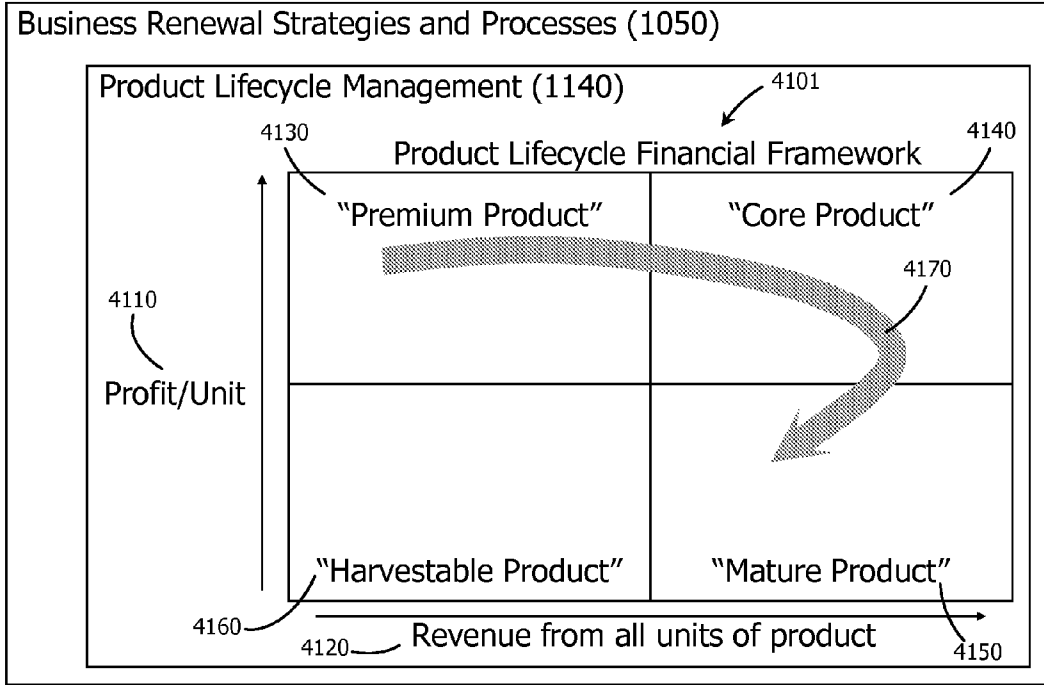 Business Renewal Strategies and Processes (1050)
Product Lifecycle Management (1140)
4101
4130
4140
Product Lifecycle Financial Framework
“Premium Product”
“Core Product”
4170
4110
Profit/Unit
“Harvestable Product”
“Mature Product”
4160
4120
Revenue from all units of product
4150